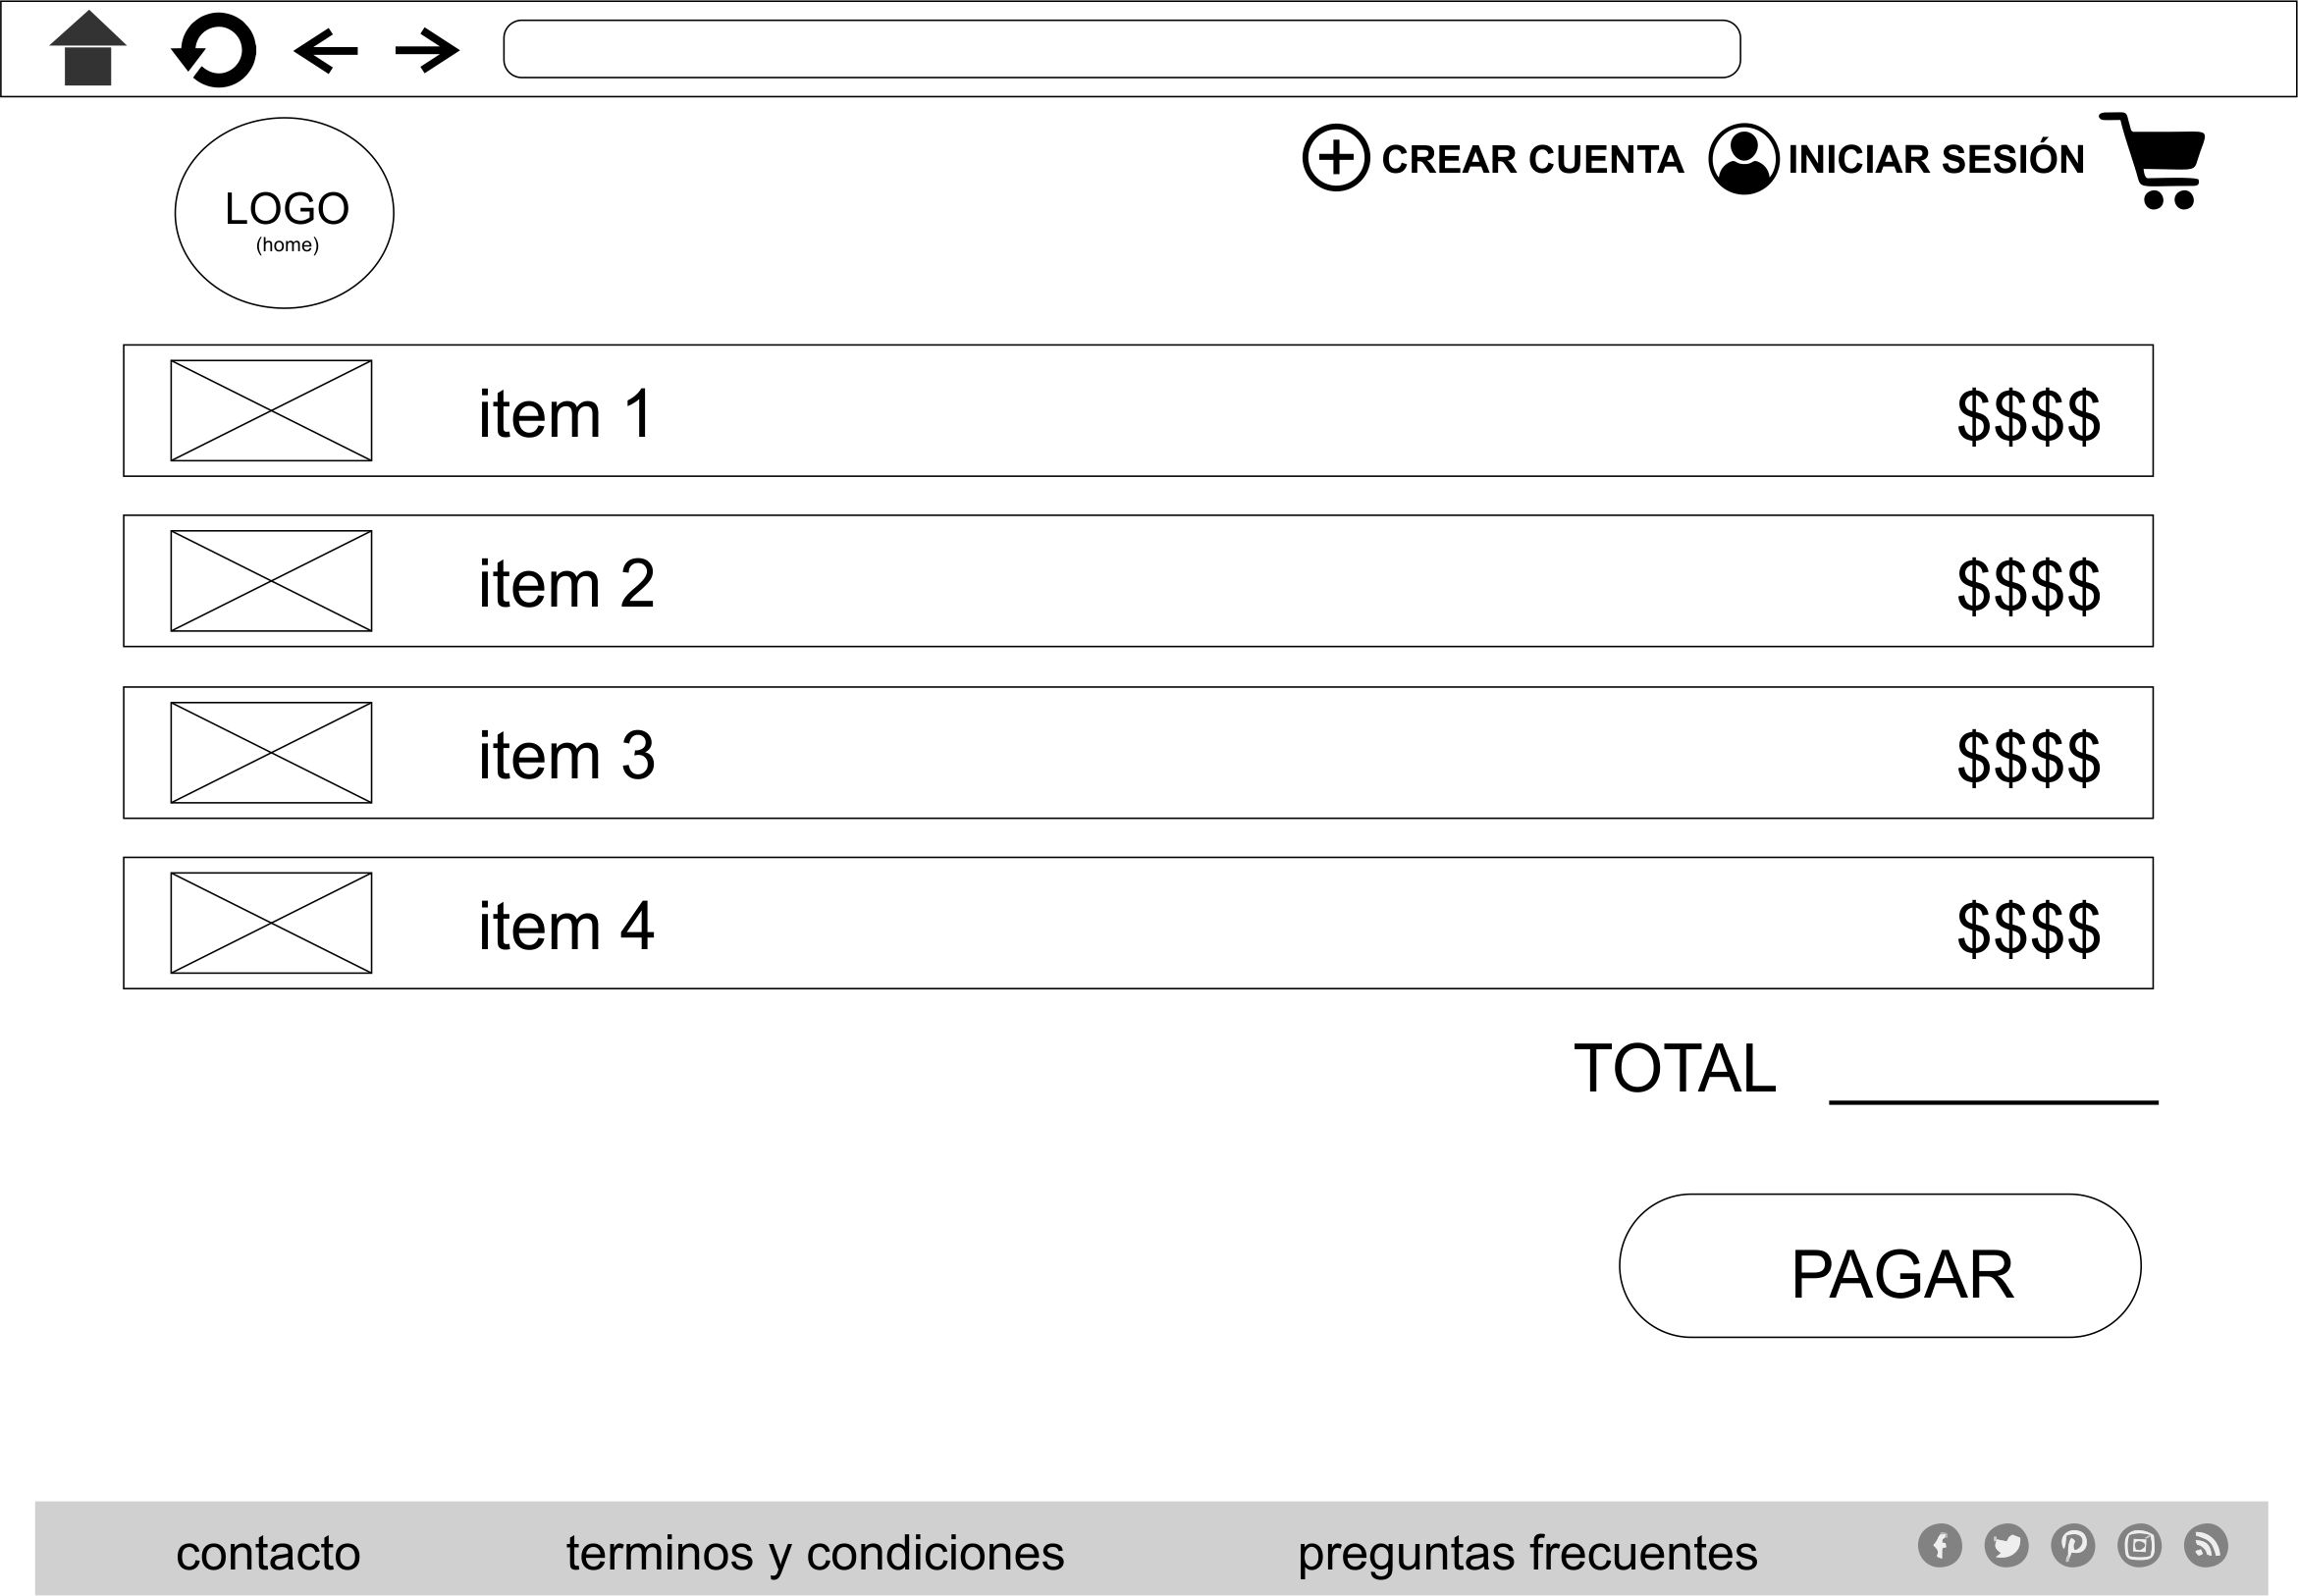 CREAR CUENTA INICIAR SESIÓN
LOGO
(home)
item 1 $$$$
item 2 $$$$
item 3 $$$$
item 4 $$$$
TOTAL
PAGAR
contacto terminos y condiciones preguntas frecuentes